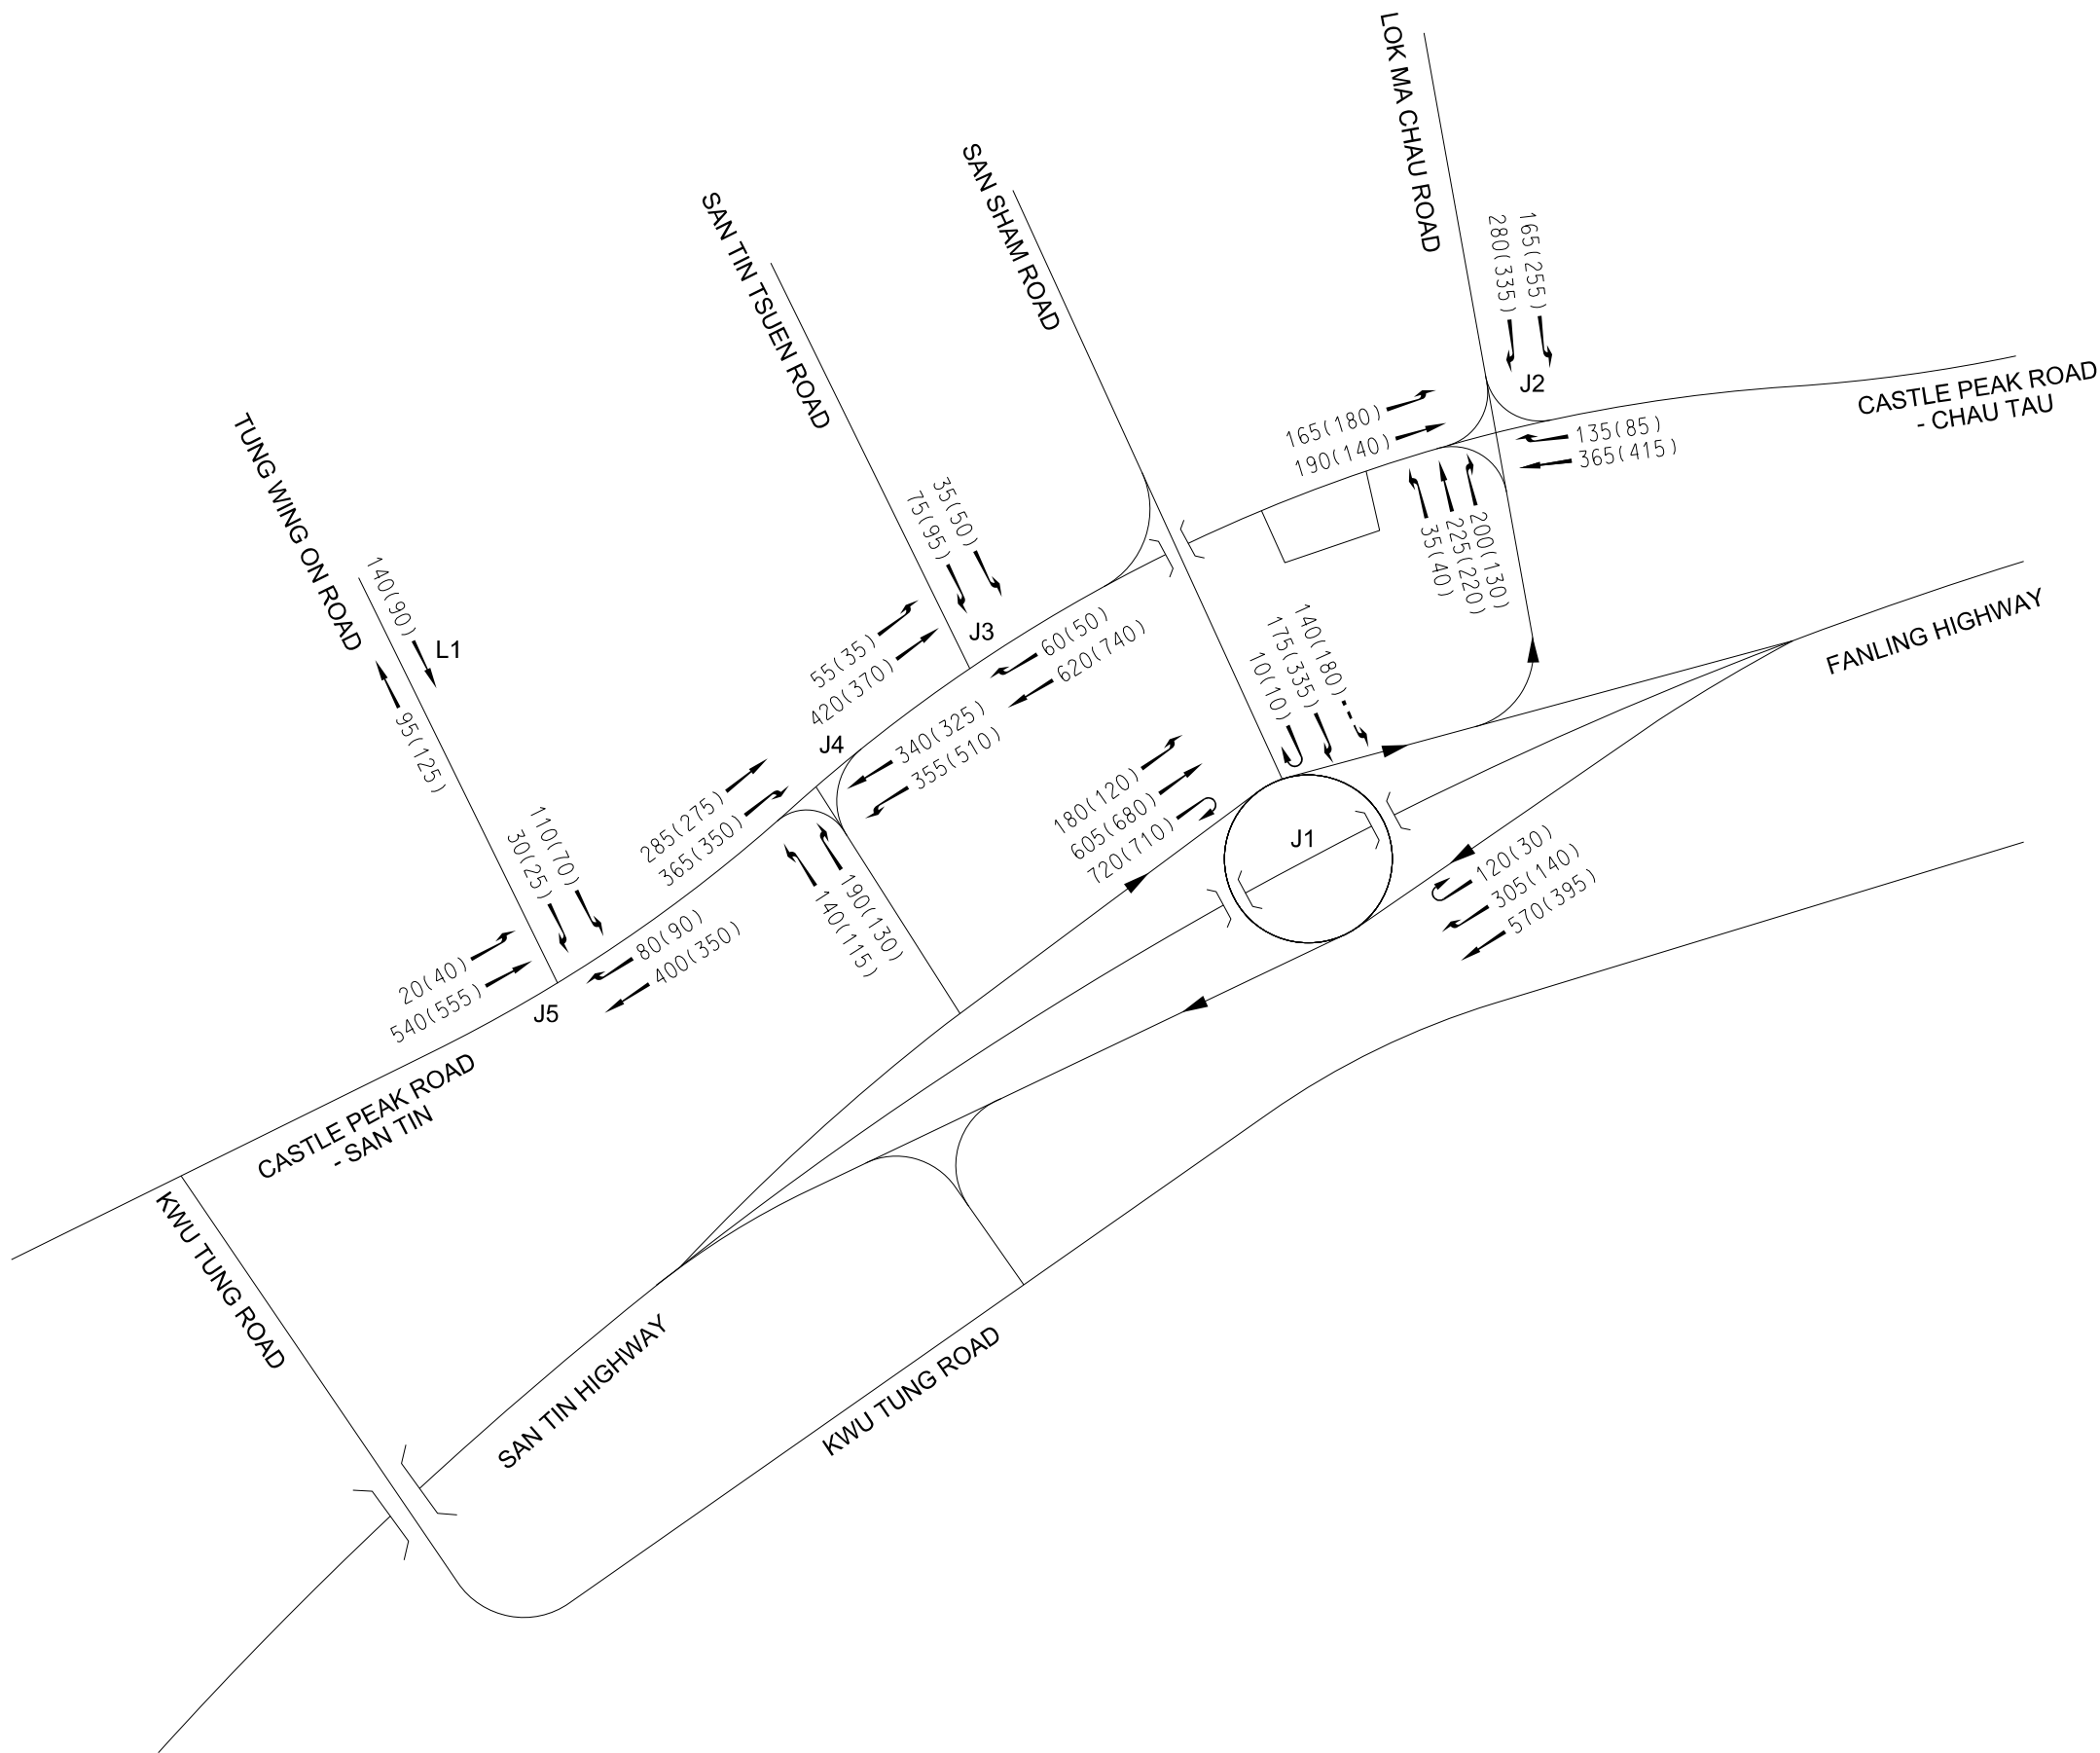 LOK MA CHAU ROAD
SAN SHAM ROAD
SAN TIN TSUEN ROAD
TUNG WING ON ROAD
165(255)
280(335)
J2
CASTLE PEAK ROAD
- CHAU TAU
165(180)
190(140)
135(85)
365(415)
200(130)
225(220)
35(40)
35(50)
75(95)
J3
55(35)
420(370)
60(50)
620(740)
140(90)
L1
95(125)
FANLING HIGHWAY
140(180)
175(335)
10(10)
J4
340(325)
355(510)
285(275)
365(350)
190(130)
140(115)
180(120)
605(680)
720(710)
J1
120(30)
305(140)
570(395)
110(70)
30(25)
20(40)
540(555)
80(90)
400(350)
J5
CASTLE PEAK ROAD
- SAN TIN
KWU TUNG ROAD
SAN TIN HIGHWAY
KWU TUNG ROAD